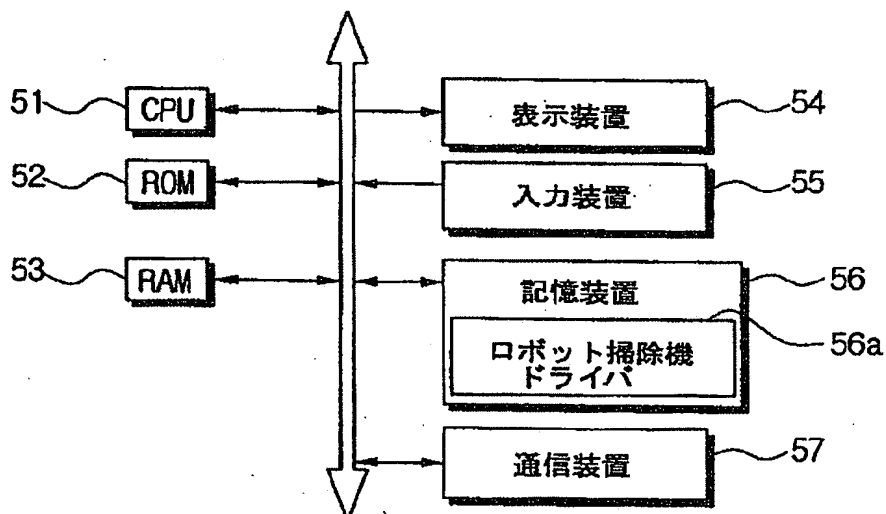 51
CPU
表示装置
54
52
ROM
入力装置
55
53
RAM
記憶装置
56
ロボット掃除機
ドライバ
56a
通信装置
57